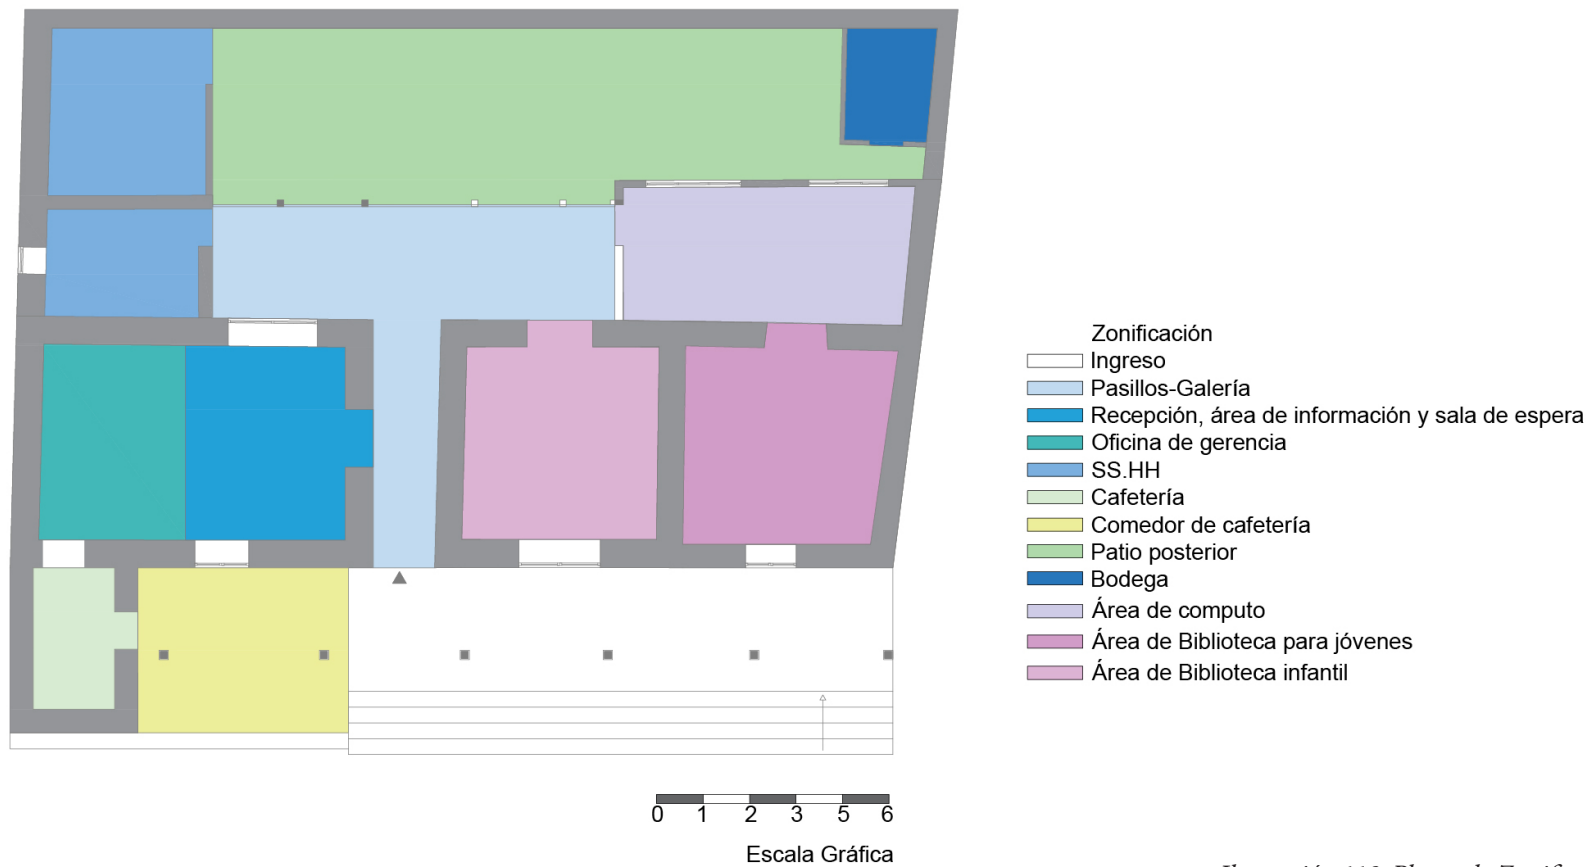 Zonificación
Ingreso
Pasillos-Galería
Recepción, área de información y sala de espera
Oficina de gerencia
SS.HH
Cafetería
Comedor de cafetería
Patio posterior
Bodega
Área de computo
Área de Biblioteca para jóvenes
Área de Biblioteca infantil
0 1 2 3 5 6
Escala Gráfica